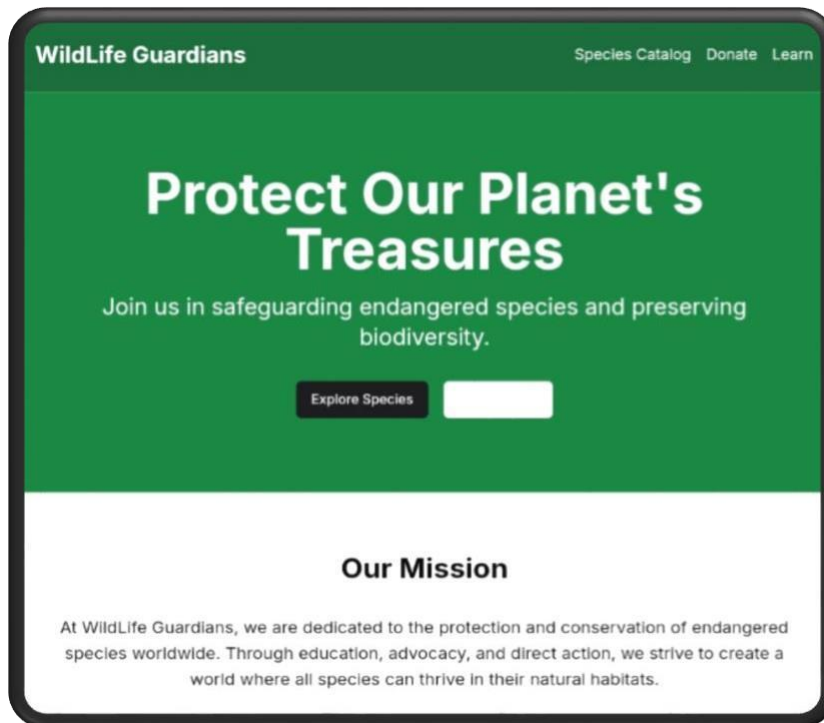 WildLife Guardians
Species Catalog Donate Learn
Protect Our Planet's
Treasures
Join us in safeguarding endangered species and preserving
biodiversity.
Explore Species
Our Mission
At WildLife Guardians, we are dedicated to the protection and conservation of endangered
species worldwide. Through education, advocacy, and direct action, we strive to create a
world where all species can thrive in their natural habitats.